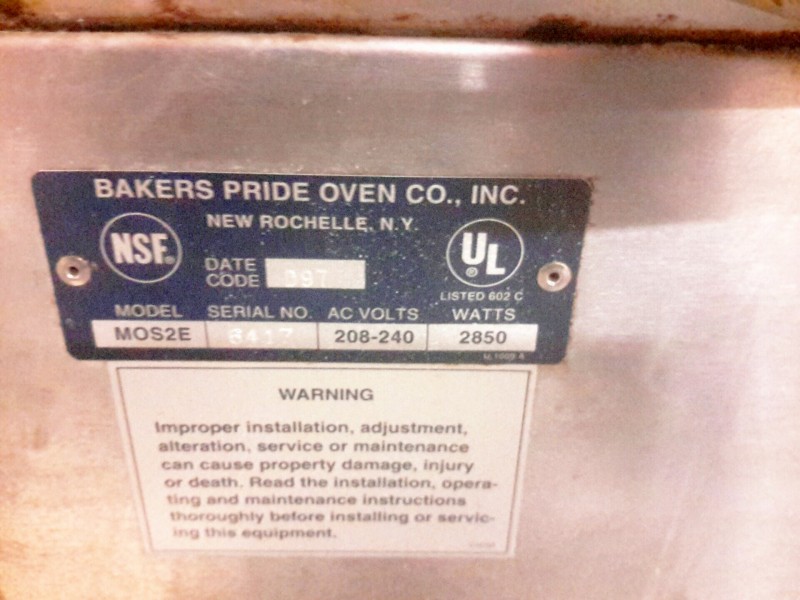 BAKERS PRIDE OVEN CO., INC.
NEW ROCHELLE, N.Y.
NSF®
UL®
DATE
CODE
LISTED 602 C
MODEL SERIAL NO. AC VOLTS WATTS
MOS2E 6417 208-240 2850
WARNING
Improper installation, adjustment,
alteration, service or maintenance
can cause property damage, injury
or death. Read the installation, opera-
ting and maintenance instructions
thoroughly before installing or servic-
ing this equipment.